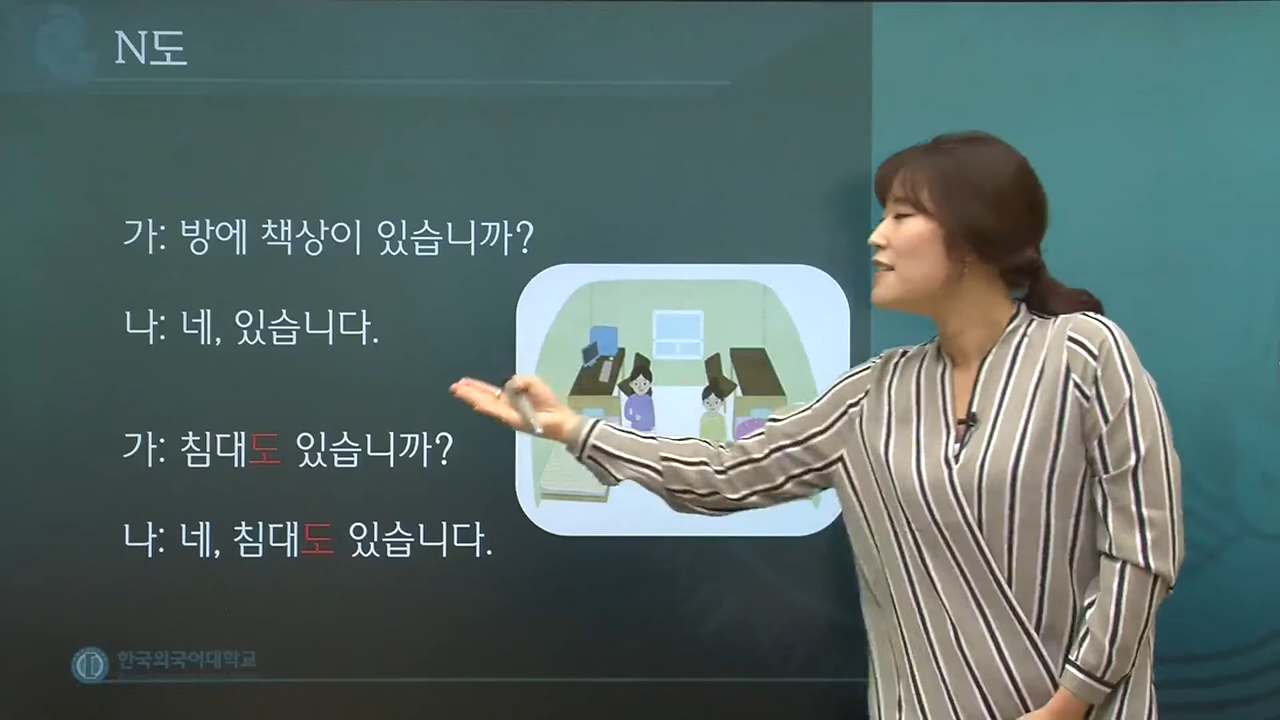 N도
가: 방에 책상이 있습니까?
나: 네, 있습니다.
가: 침대도 있습니까?
나: 네, 침대도 있습니다.
한국외국어대학교